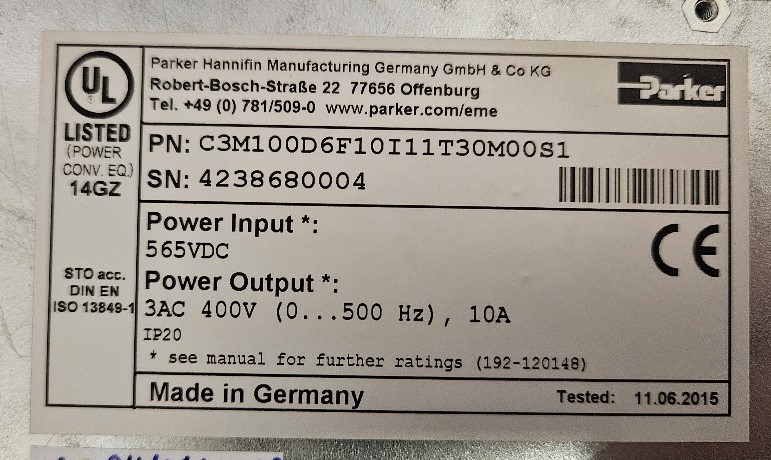 UL
LISTED
(POWER
CONV. EQ.)
14GZ
STO acc.
DIN EN
ISO 13849-1
Parker Hannifin Manufacturing Germany GmbH & Co KG
Robert-Bosch-Straße 22 77656 Offenburg
Tel. +49 (0) 781/509-0 www.parker.com/eme
Parker
PN: C3M100D6F10I11T30M00S1
SN: 4238680004
Power Input *:
565VDC
CE
Power Output *:
3AC 400V (0...500 Hz), 10A
IP20
* see manual for further ratings (192-120148)
Made in Germany
Tested: 11.06.2015